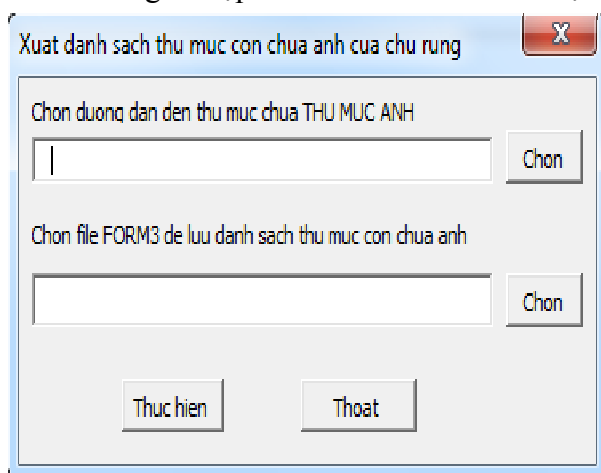 Xuat danh sach thu muc con chua anh cua chu rung
Chon duong dan den thu muc chua THU MUC ANH
Chon
Chon file FORM3 de luu danh sach thu muc con chua anh
Chon
Thuc hien
Thoat